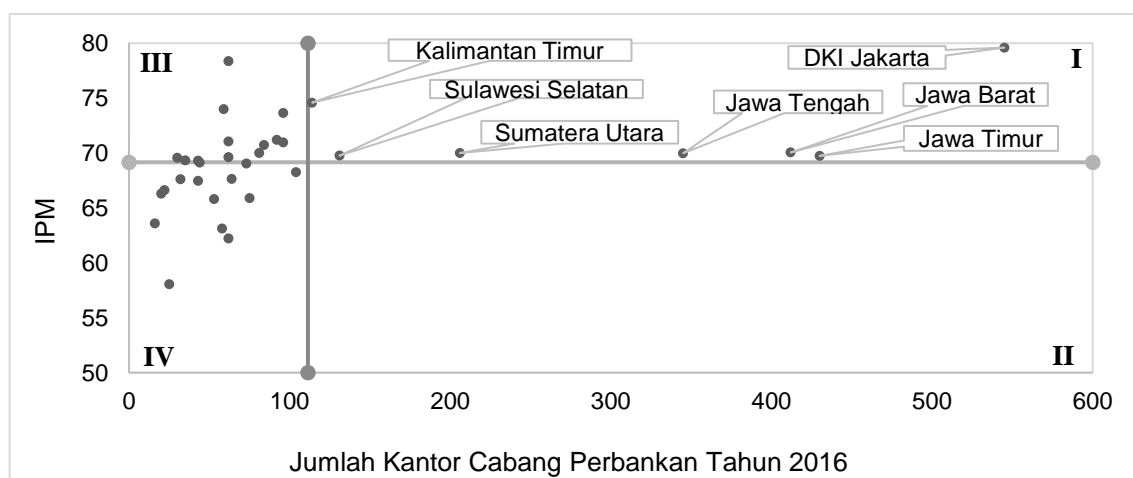 80
75
70
65
60
55
50
IPM
III
I
IV
II
Kalimantan Timur
DKI Jakarta
Sulawesi Selatan
Jawa Tengah
Jawa Barat
Sumatera Utara
Jawa Timur
0 100 200 300 400 500 600
Jumlah Kantor Cabang Perbankan Tahun 2016